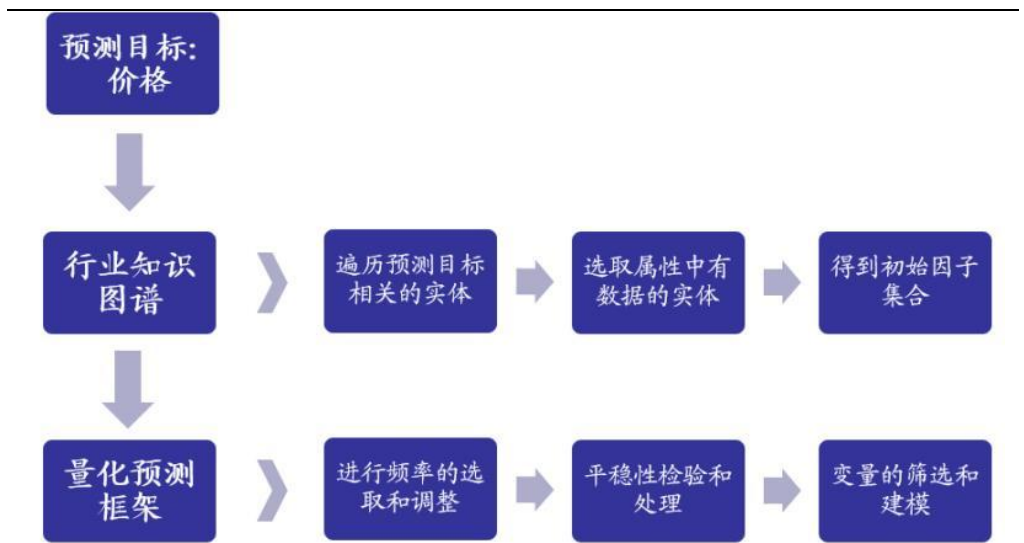 预测目标:
价格
行业知识
图谱
遍历预测目标
相关的实体
选取属性中有
数据的实体
得到初始因子
集合
量化预测
框架
进行频率的选
取和调整
平稳性检验和
处理
变量的筛选和
建模